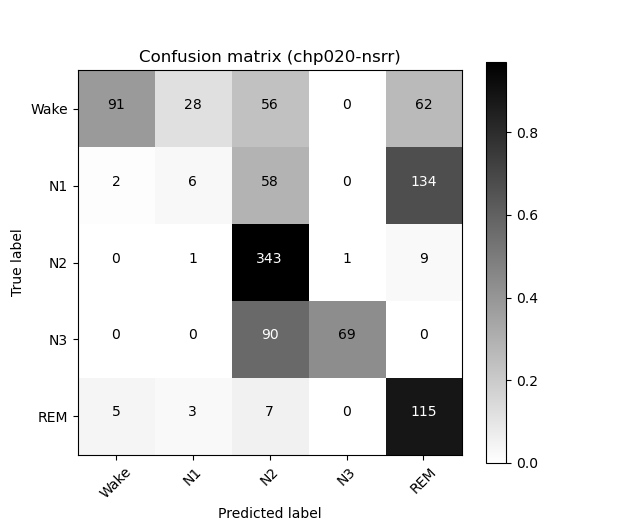 Confusion matrix (chp020-nsrr)
Wake 91 28 56 0 62
N1 2 6 58 0 134
N2 0 1 343 1 9
N3 0 0 90 69 0
REM 5 3 7 0 115
Wake N1 N2 N3 REM
True label
Predicted label
0.8
0.6
0.4
0.2
0.0